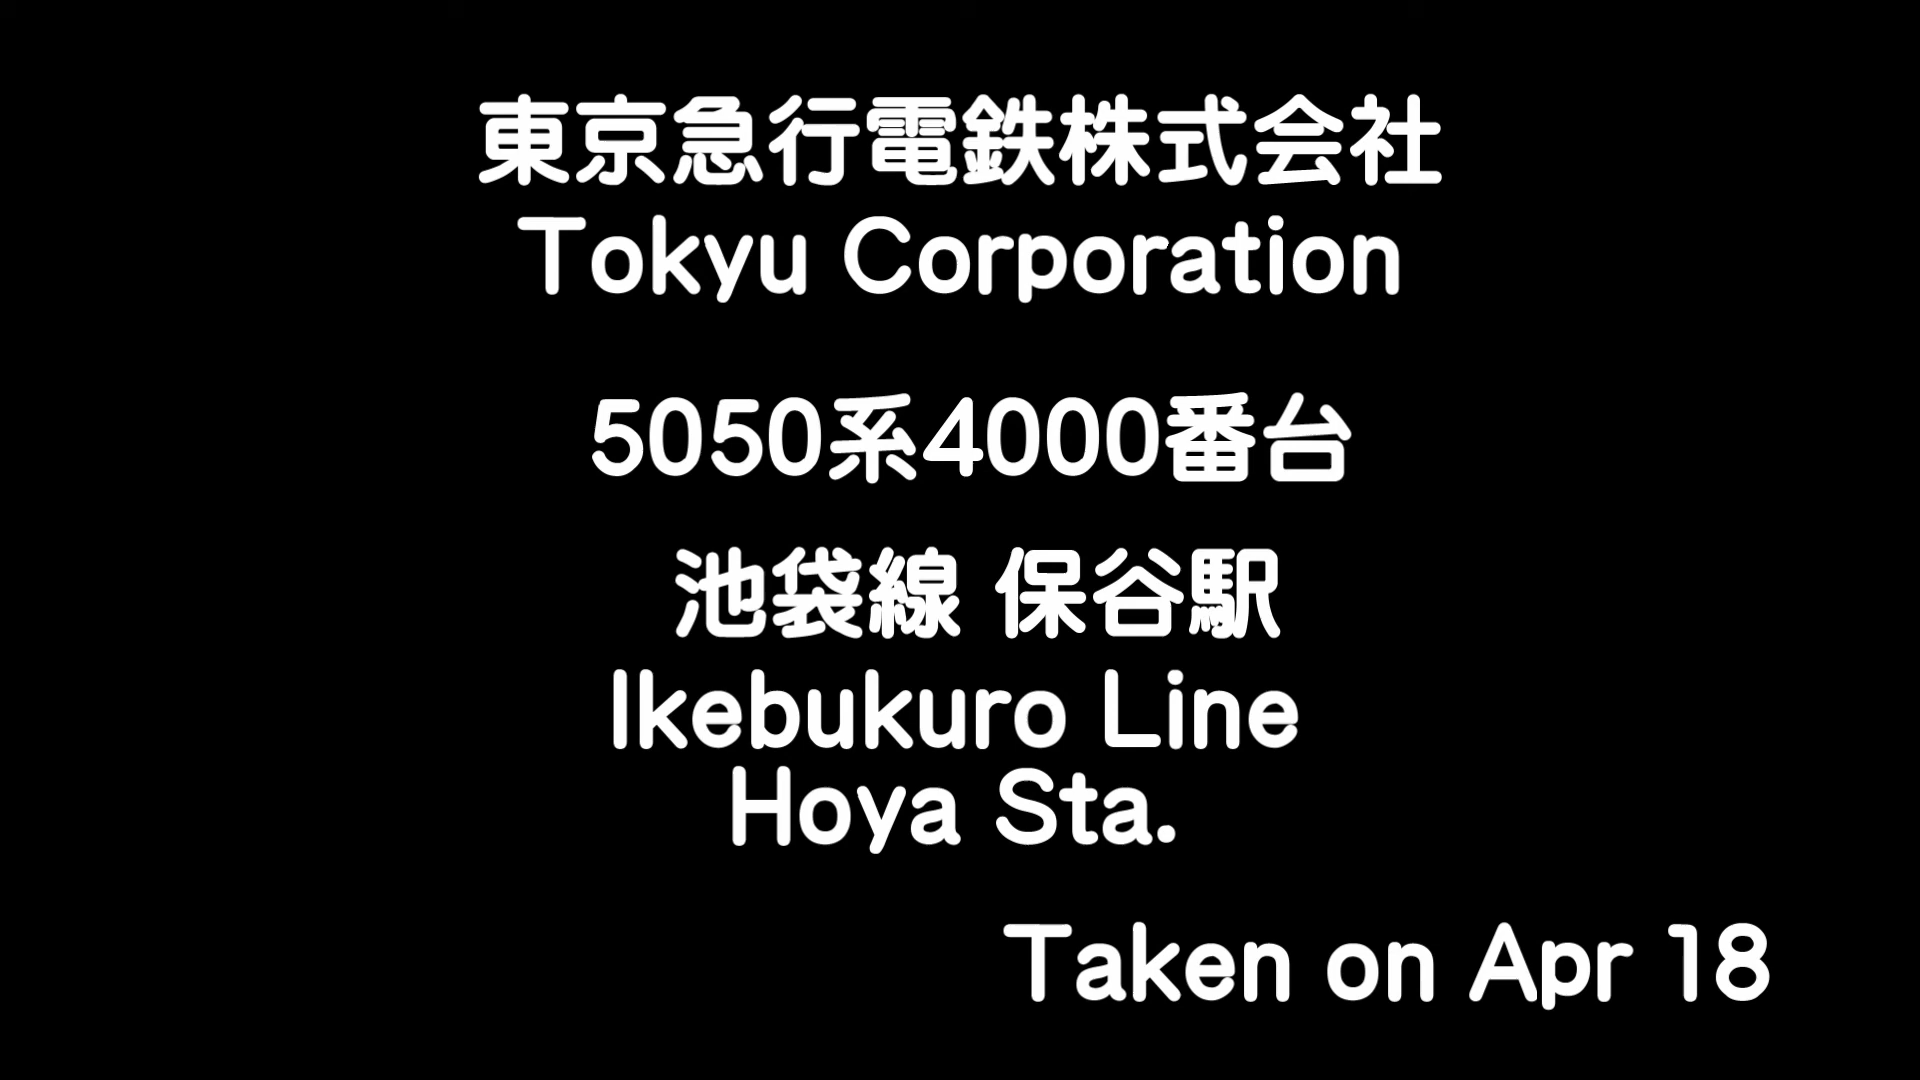 東京急行電鉄株式会社
Tokyu Corporation
5050系4000番台
池袋線 保谷駅
Ikebukuro Line
Hoya Sta.
Taken on Apr 18